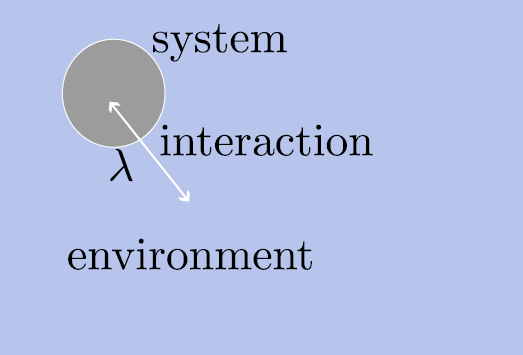 system
interaction
λ
environment